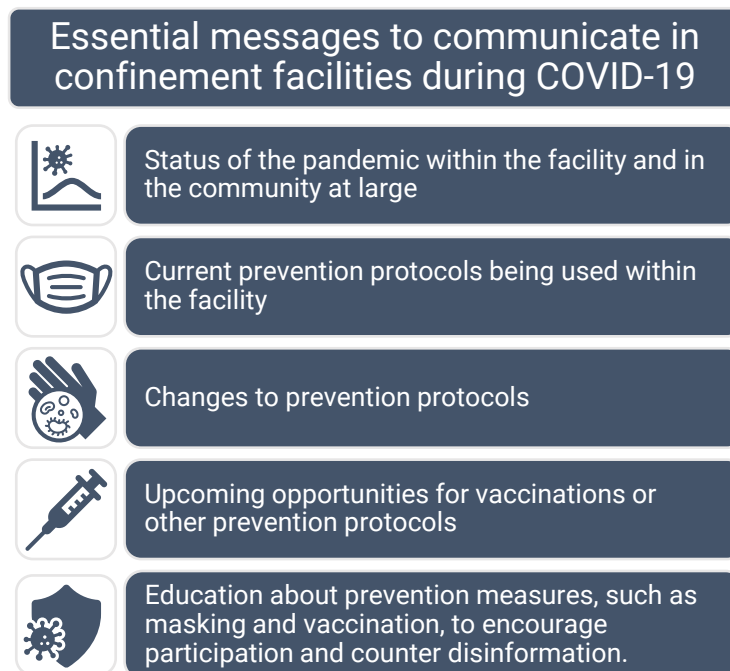 Essential messages to communicate in
confinement facilities during COVID-19
Status of the pandemic within the facility and in
the community at large
Current prevention protocols being used within
the facility
Changes to prevention protocols
Upcoming opportunities for vaccinations or
other prevention protocols
Education about prevention measures, such as
masking and vaccination, to encourage
participation and counter disinformation.